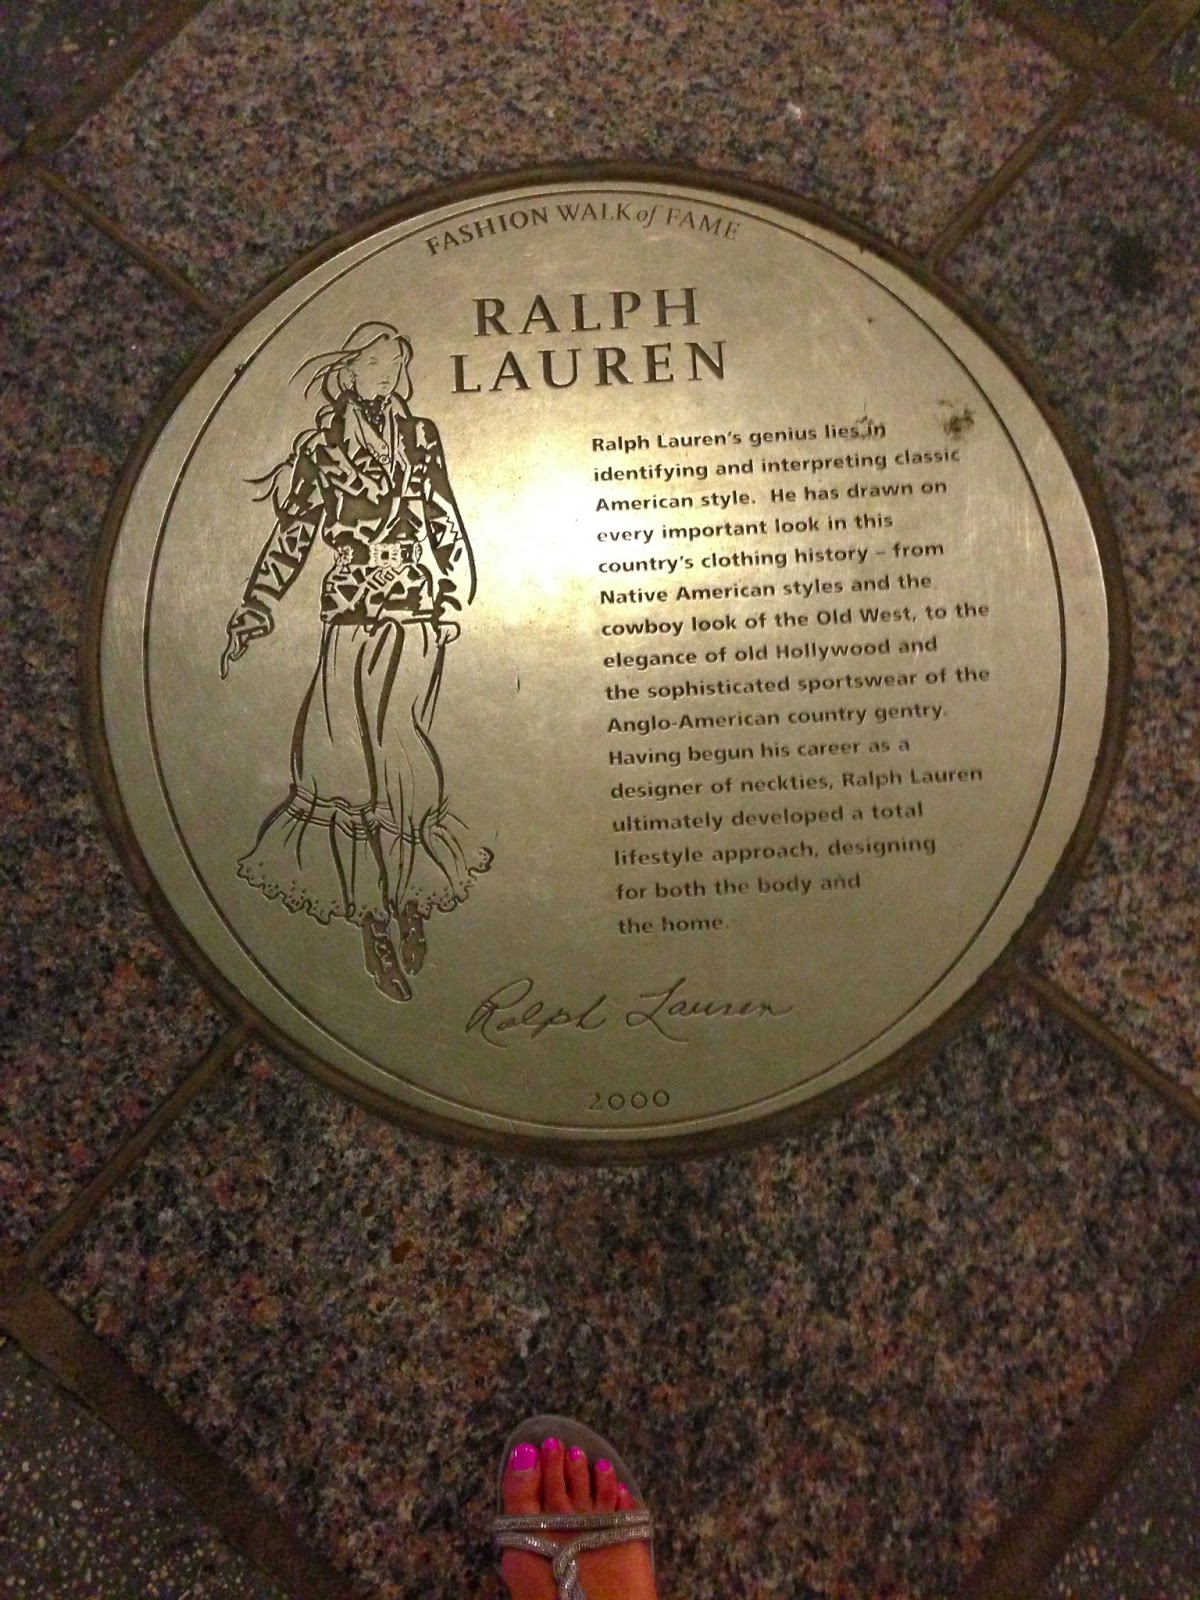 FASHION WALK of FAME
RALPH
LAUREN
Ralph Lauren's genius lies in
identifying and interpreting classic
American style. He has drawn on
every important look in this
country's clothing history – from
Native American styles and the
cowboy look of the Old West, to the
elegance of old Hollywood and
the sophisticated sportswear of the
Anglo-American country gentry.
Having begun his career as a
designer of neckties, Ralph Lauren
ultimately developed a total
lifestyle approach, designing
for both the body and
the home.
Ralph Lauren
2000